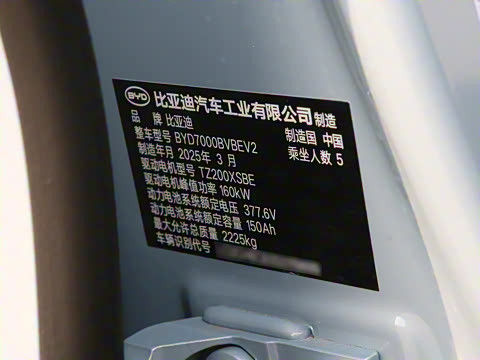 BYD 比亚迪汽车工业有限公司 制造
品 牌 比亚迪 制造国 中国
整车型号 BYD7000BVBEV2 乘坐人数 5
制造年月 2025年 3月
驱动电机型号 TZ200XSBE
驱动电机峰值功率 160kW
动力电池系统额定电压 377.6V
动力电池系统额定容量 150Ah
最大允许总质量 2225kg
车辆识别代号